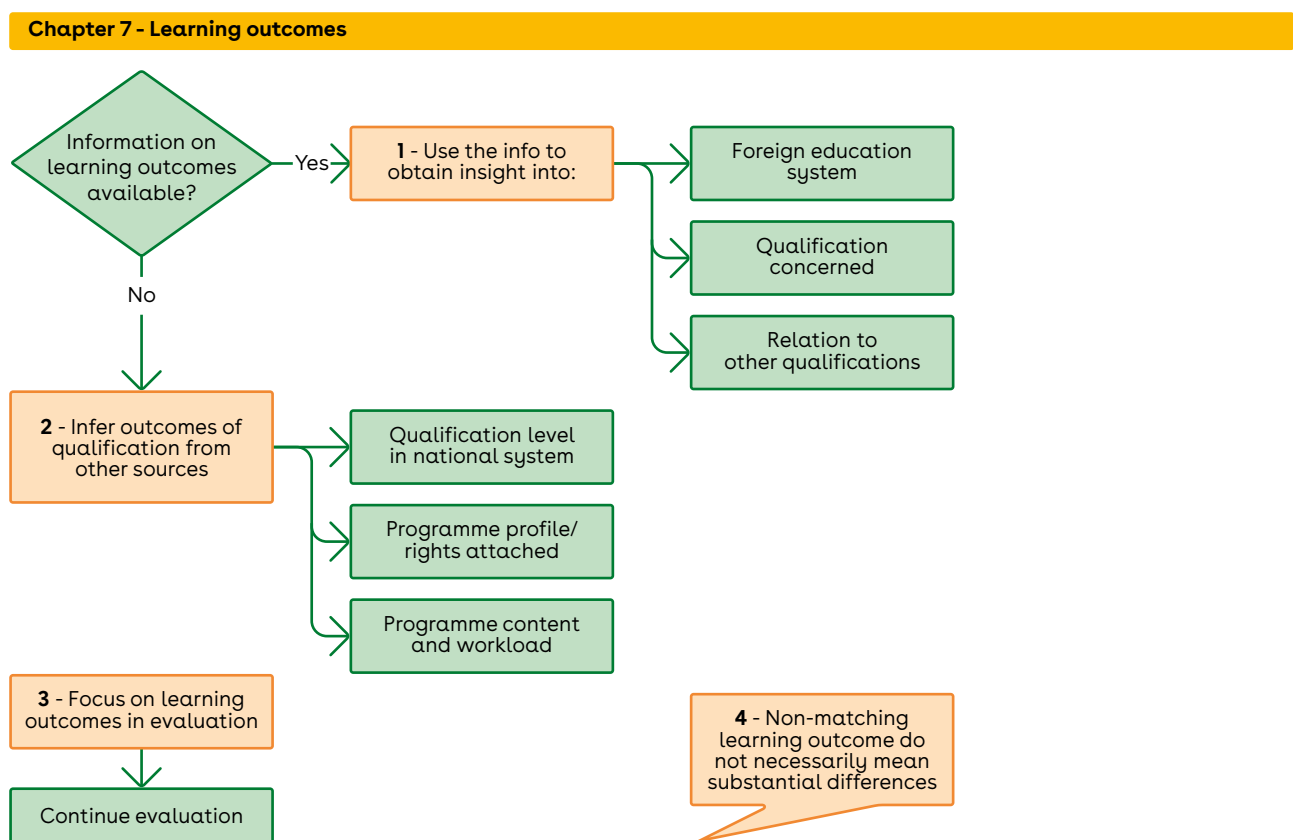 Chapter 7 - Learning outcomes
Information on
learning outcomes
available?
Yes
1 - Use the info to
obtain insight into:
Foreign education
system
Qualification
concerned
Relation to
other qualifications
No
2 - Infer outcomes of
qualification from
other sources
Qualification level
in national system
Programme profile/
rights attached
Programme content
and workload
3 - Focus on learning
outcomes in evaluation
Continue evaluation
4 - Non-matching
learning outcome do
not necessarily mean
substantial differences